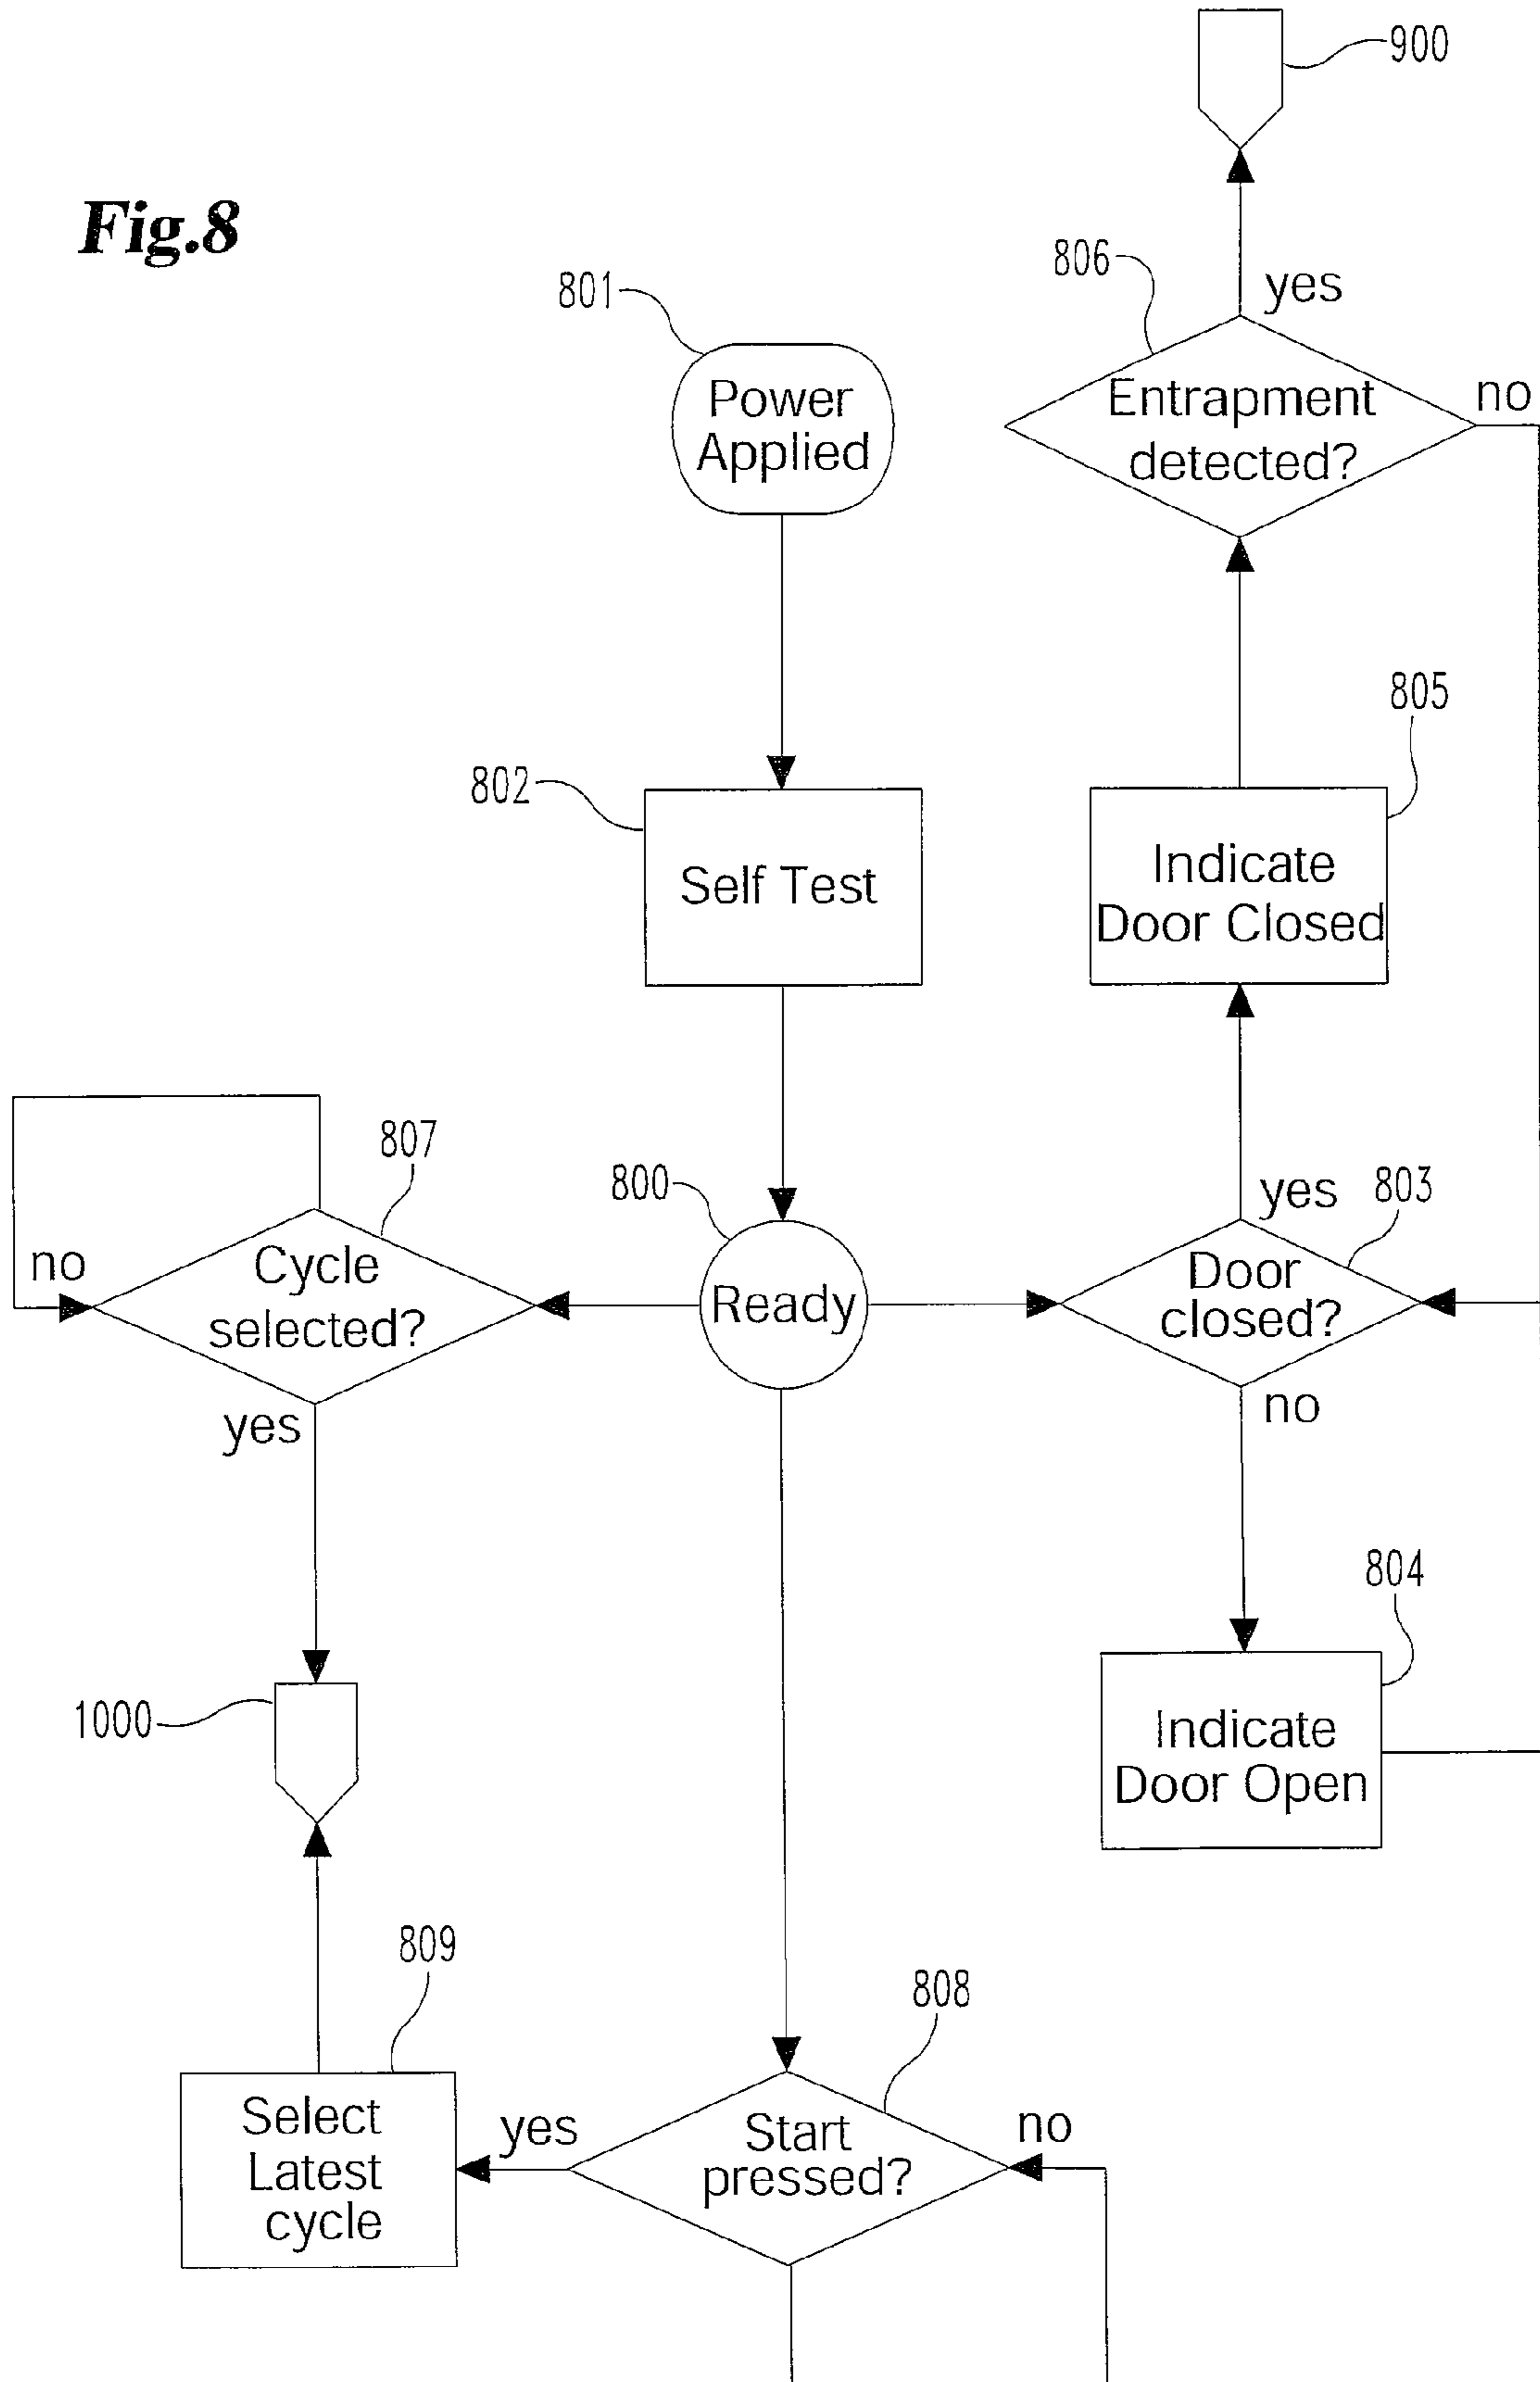 900
Fig.8
806
yes
801
Power
Applied
Entrapment
detected?
no
805
802
Indicate
Door Closed
Self Test
807
800
yes
803
no
Cycle
selected?
Ready
Door
closed?
no
yes
804
1000
Indicate
Door Open
809
808
Select
Latest
cycle
yes
Start
pressed?
no